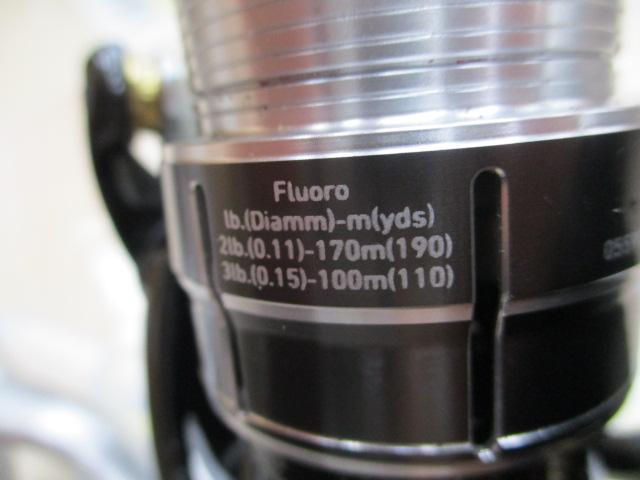 Fluoro
lb.(Diamm)-m(yds)
2lb.(0.11)-170m(190)
3lb.(0.15)-100m(110)